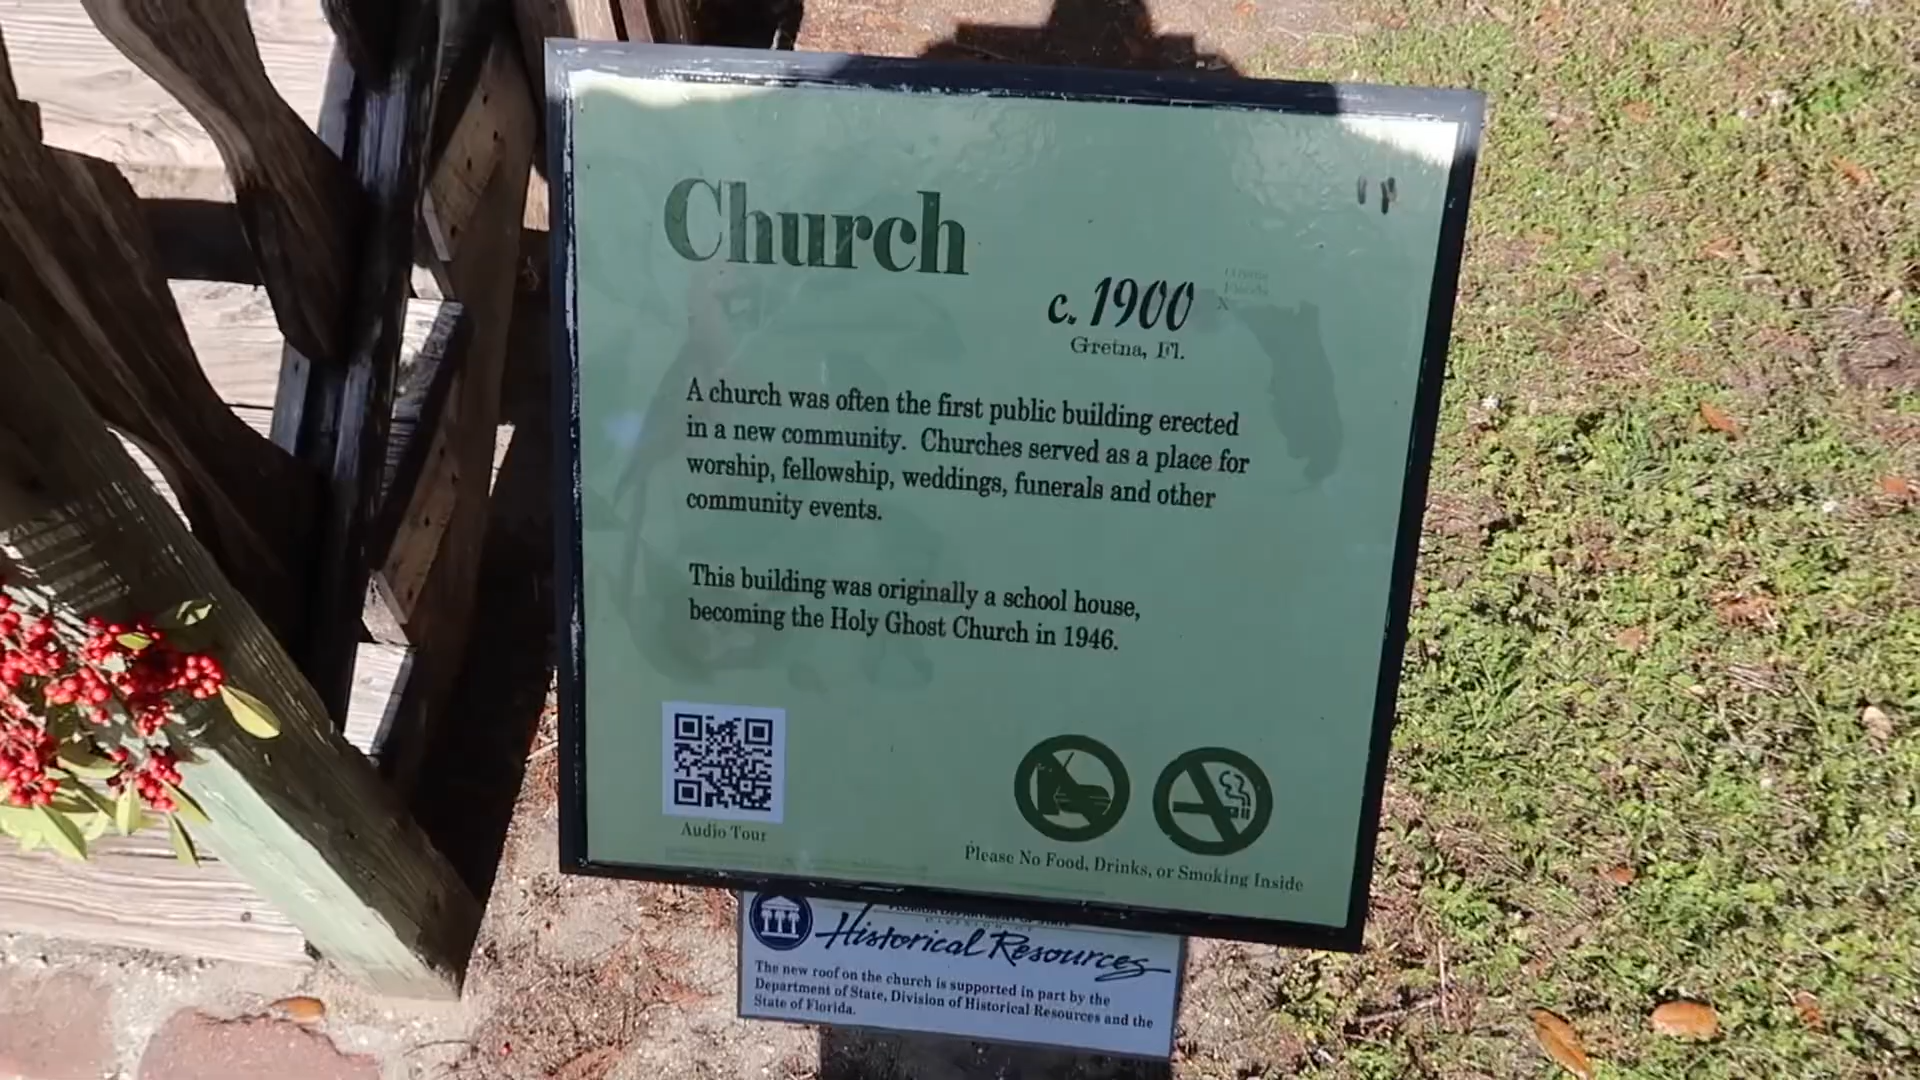 Church
c. 1900
Gretna, Fl.
X
A church was often the first public building erected
in a new community. Churches served as a place for
worship, fellowship, weddings, funerals and other
community events.
This building was originally a school house,
becoming the Holy Ghost Church in 1946.
Audio Tour
Please No Food, Drinks, or Smoking Inside
Historical Resources
The new roof on the church is supported in part by the
Department of State, Division of Historical Resources and the
State of Florida.